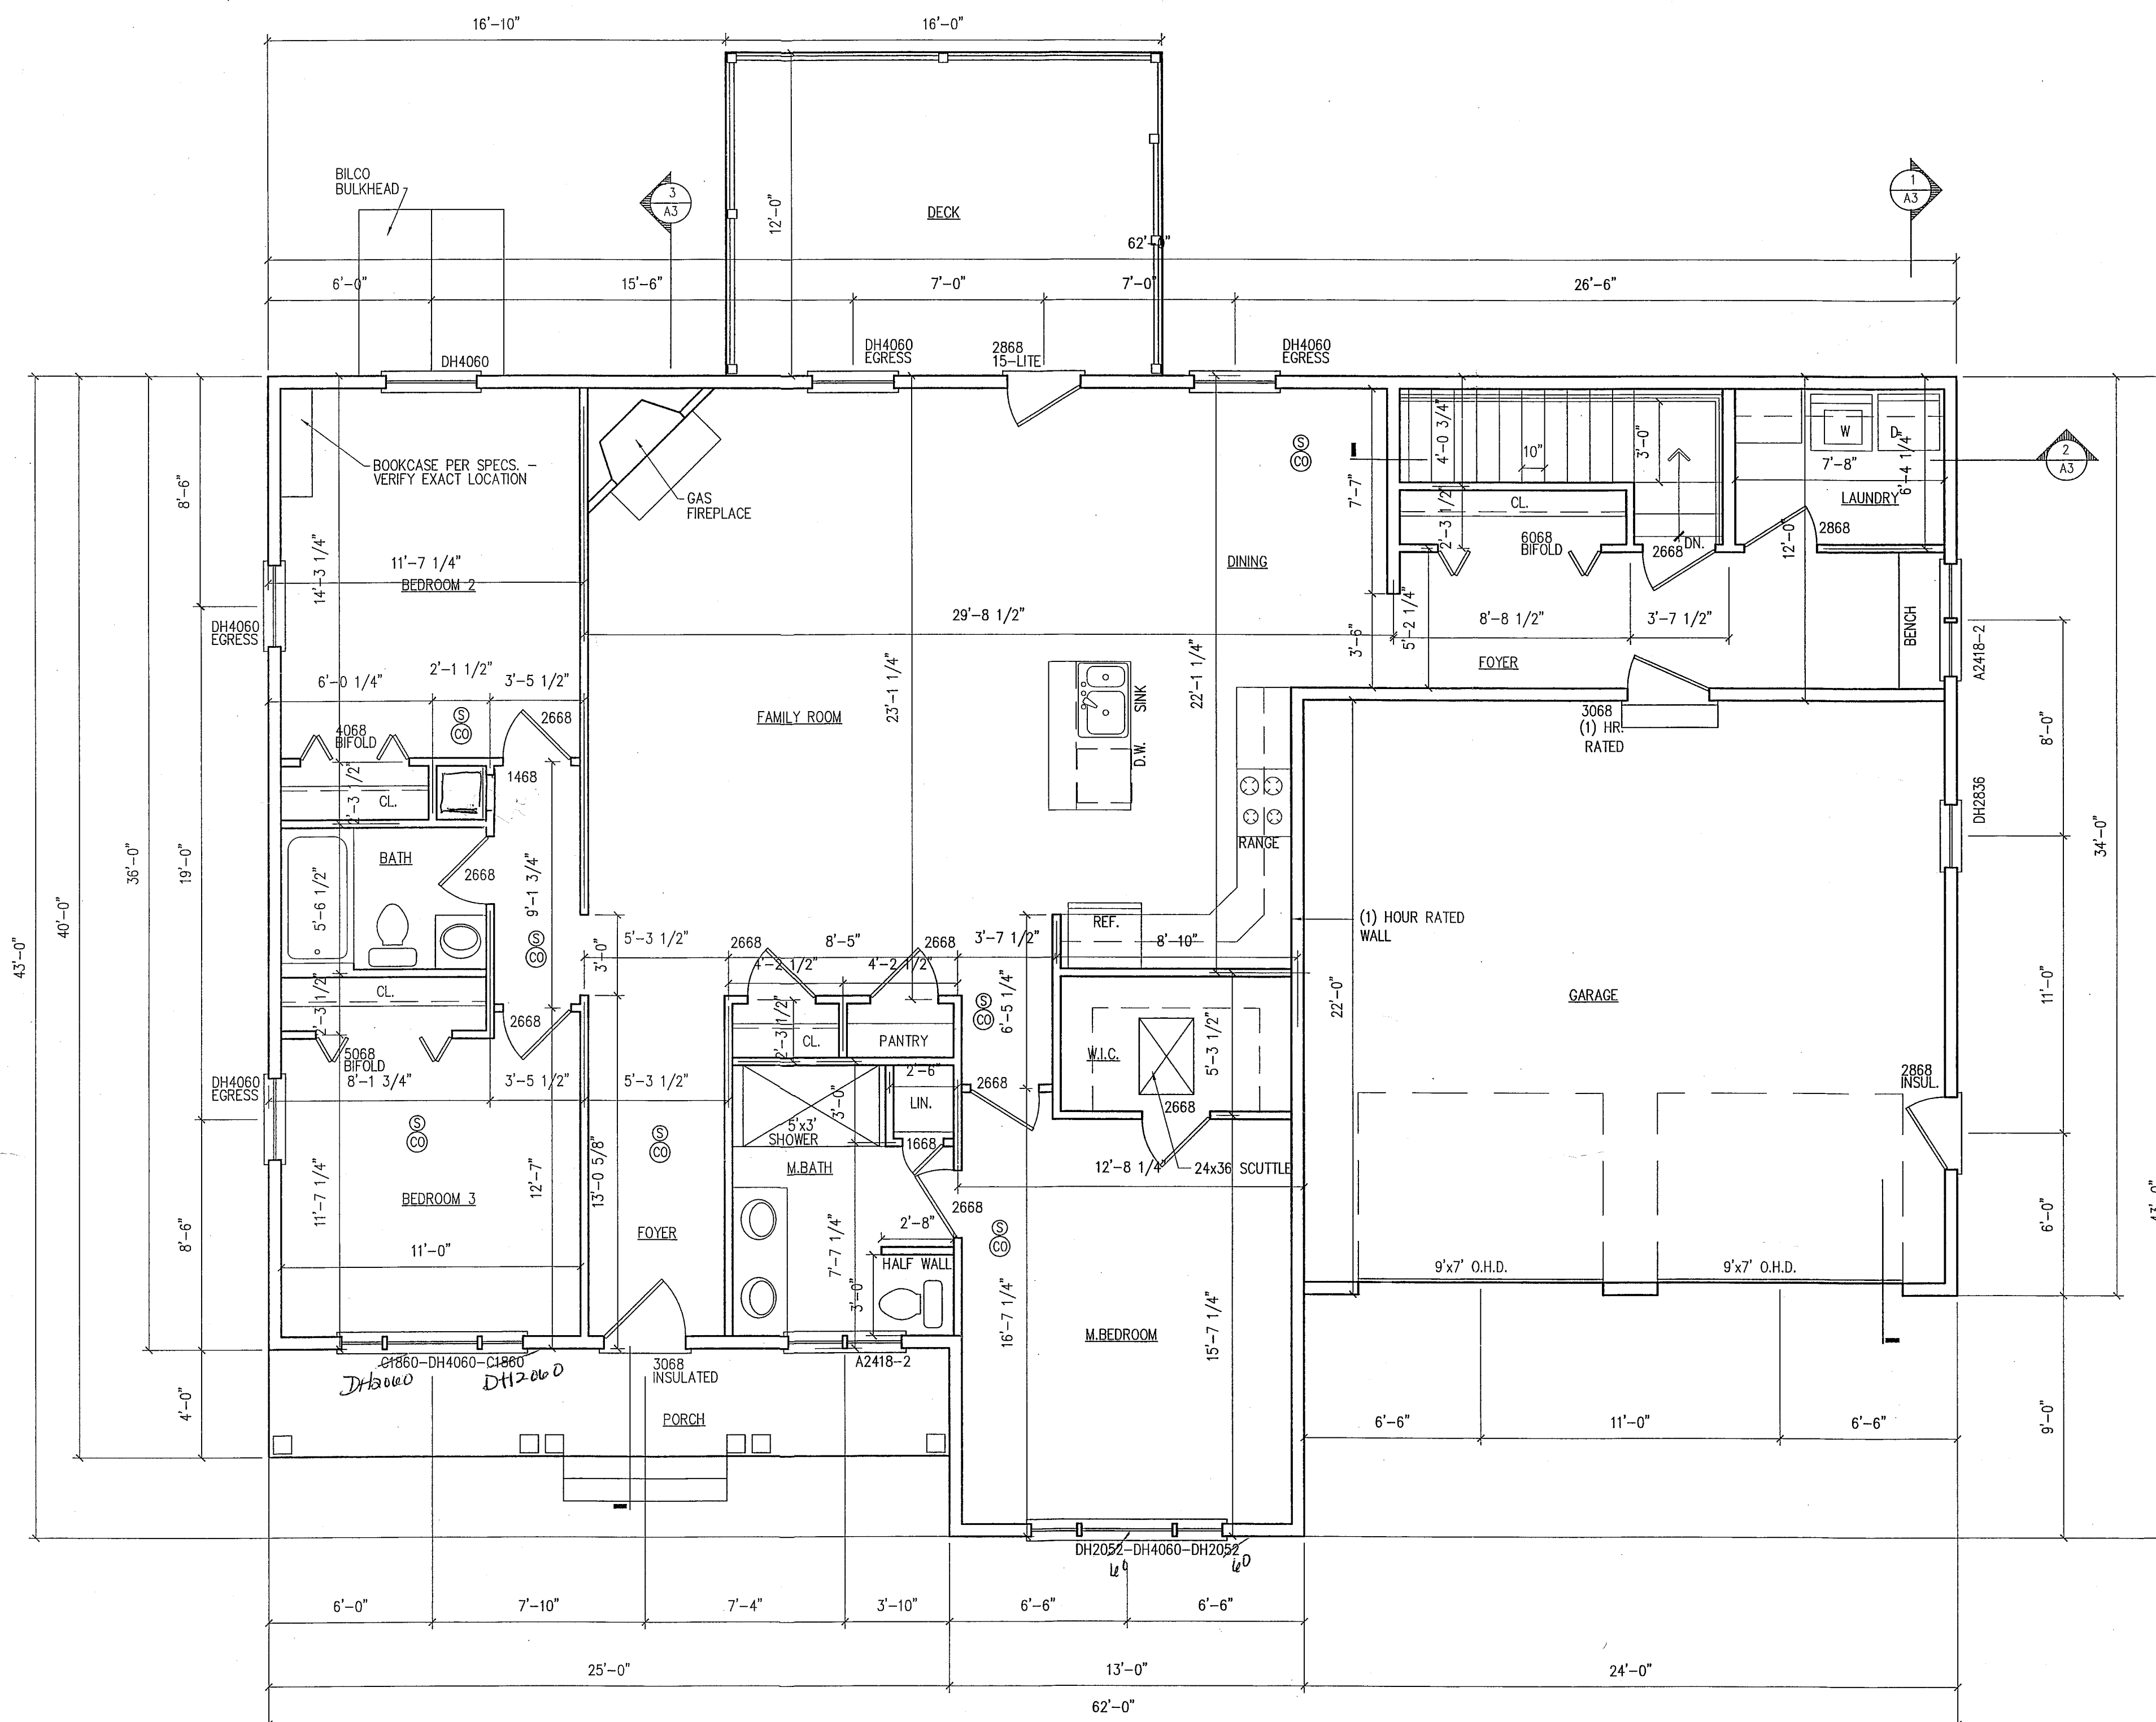 16'-10"
16'-0"
BILCO
BULKHEAD
3
A3
12'-0"
DECK
1
A3
62'-0"
6'-0"
15'-6"
7'-0"
7'-0"
26'-6"
DH4060
DH4060
EGRESS
2868
15-LITE
DH4060
EGRESS
BOOKCASE PER SPECS. –
VERIFY EXACT LOCATION
GAS
FIREPLACE
S
CO
4'-0 3/4"
10"
3'-0"
W
D
7'-8"
6'-4 1/4"
LAUNDRY
2
A3
8'-6"
14'-3 1/4"
11'-7 1/4"
BEDROOM 2
DH4060
EGRESS
7'-7"
CL.
2'-3 1/2"
6068
BIFOLD
2668
DN.
2868
12'-0"
DINING
29'-8 1/2"
3'-6"
5'-2 1/4"
8'-8 1/2"
3'-7 1/2"
BENCH
A2418-2
FOYER
6'-0 1/4"
2'-1 1/2"
3'-5 1/2"
S
CO
2668
4068
BIFOLD
FAMILY ROOM
23'-1 1/4"
22'-1 1/4"
SINK
D.W.
3068
(1) HR.
RATED
8'-0"
1468
CL.
RANGE
DH2836
34'-0"
43'-0"
40'-0"
36'-0"
19'-0"
BATH
2668
5'-6 1/2"
9'-1 3/4"
S
CO
3'-0"
5'-3 1/2"
2668
8'-5"
2668
3'-7 1/2"
REF.
8'-10"
4'-2 1/2"
4'-2 1/2"
(1) HOUR RATED
WALL
22'-0"
GARAGE
11'-0"
CL.
2'-3 1/2"
2668
5068
BIFOLD
8'-1 3/4"
3'-5 1/2"
5'-3 1/2"
2'-3 1/2"
CL.
PANTRY
S
CO
6'-5 1/4"
W.I.C.
5'-3 1/2"
DH4060
EGRESS
2'-6"
2668
LIN.
3'-0"
5'x3'
SHOWER
1668
2668
2868
INSUL.
S
CO
S
CO
M.BATH
12'-8 1/4"
24x36 SCUTTLE
11'-7 1/4"
BEDROOM 3
12'-7"
13'-0 5/8"
FOYER
11'-0"
8'-6"
7'-7 1/4"
2'-8"
2668
S
CO
HALF WALL
3'-0"
16'-7 1/4"
M.BEDROOM
15'-7 1/4"
9'x7' O.H.D.
9'x7' O.H.D.
6'-0"
C1860-DH4060-C1860
DH2060
DH2060
3068
INSULATED
A2418-2
4'-0"
PORCH
6'-6"
11'-0"
6'-6"
9'-0"
DH2052-DH4060-DH2052
60
60
6'-0"
7'-10"
7'-4"
3'-10"
6'-6"
6'-6"
25'-0"
13'-0"
24'-0"
62'-0"